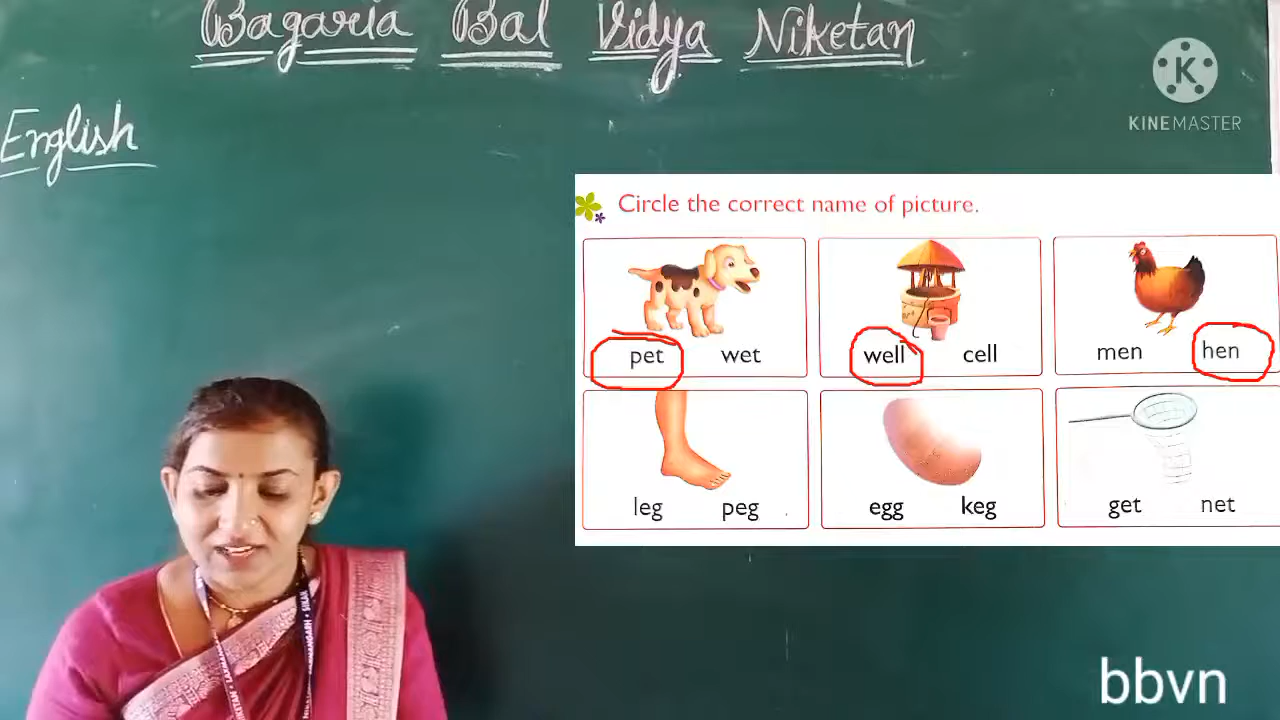 Bagaria Bal Vidya Niketan
English
KINEMASTER
Circle the correct name of picture.
pet wet
well cell
men hen
leg peg
egg keg
get net
bbvn